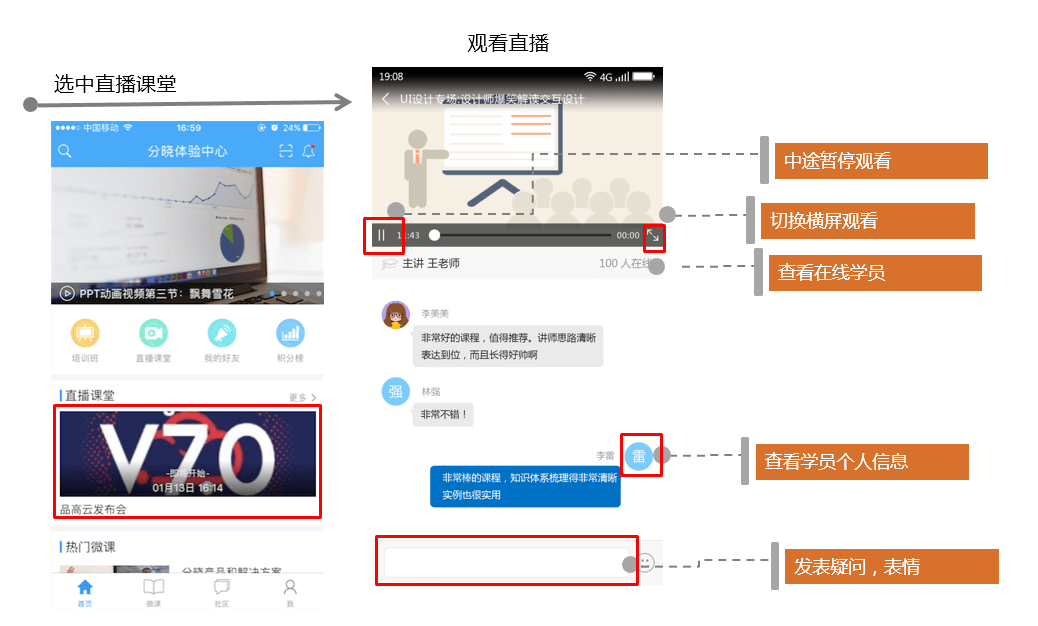 观看直播
选中直播课堂
中国移动
16:59
24%
分晓体验中心
PPT动画视频第三节：飘舞雪花
培训班
直播课堂
我的好友
积分榜
直播课堂
更多
V70
-即将开始-
01月13日 16:14
品高云发布会
热门微课
分晓产品和解决方案
首页
微课
社区
我
19:08
4G
UI设计专场:设计师爆笑解读交互设计
:43
00:00
主讲 王老师
100 人在线
李美美
非常好的课程，值得推荐。讲师思路清晰
表达到位，而且长得好帅啊
强
林强
非常不错！
李雷
雷
非常棒的课程，知识体系梳理得非常清晰
实例也很实用
中途暂停观看
切换横屏观看
查看在线学员
查看学员个人信息
发表疑问，表情